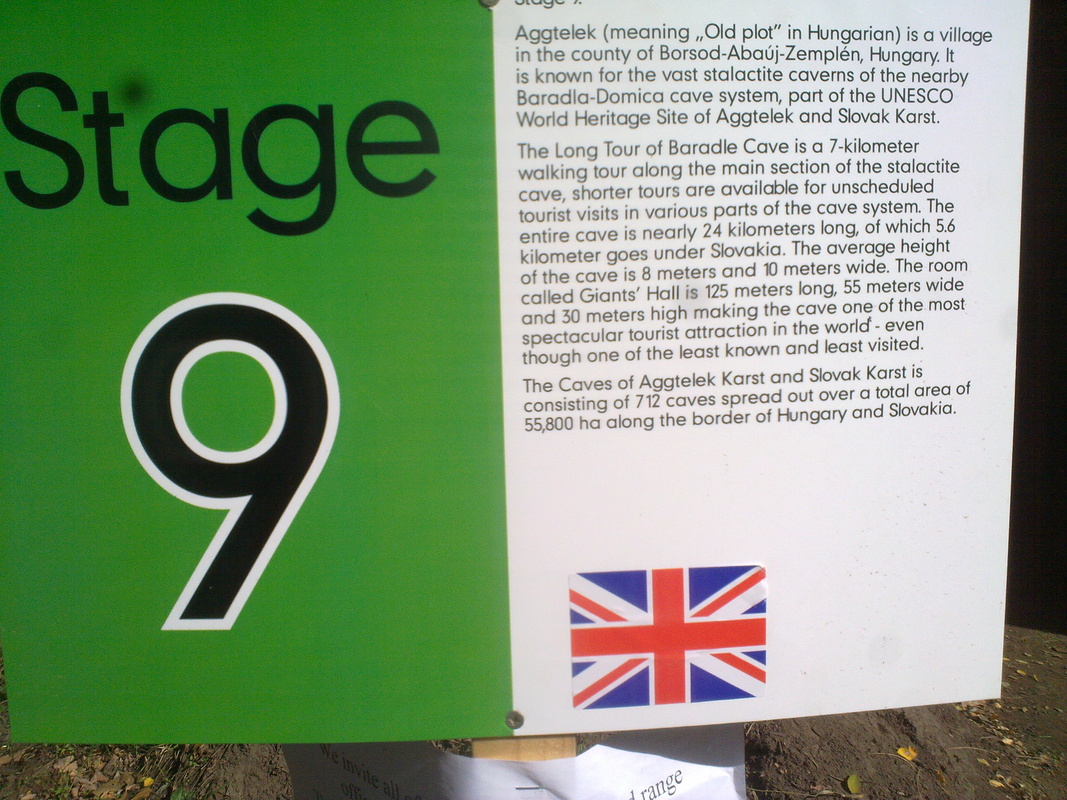 Stage
9
Stage 9.
Aggtelek (meaning „Old plot” in Hungarian) is a village
in the county of Borsod-Abaúj-Zemplén, Hungary. It
is known for the vast stalactite caverns of the nearby
Baradla-Domica cave system, part of the UNESCO
World Heritage Site of Aggtelek and Slovak Karst.
The Long Tour of Baradle Cave is a 7-kilometer
walking tour along the main section of the stalactite
cave, shorter tours are available for unscheduled
tourist visits in various parts of the cave system. The
entire cave is nearly 24 kilometers long, of which 5.6
kilometer goes under Slovakia. The average height
of the cave is 8 meters and 10 meters wide. The room
called Giants' Hall is 125 meters long, 55 meters wide
and 30 meters high making the cave one of the most
spectacular tourist attraction in the world - even
though one of the least known and least visited.
The Caves of Aggtelek Karst and Slovak Karst is
consisting of 712 caves spread out over a total area of
55,800 ha along the border of Hungary and Slovakia.
We invite all
range